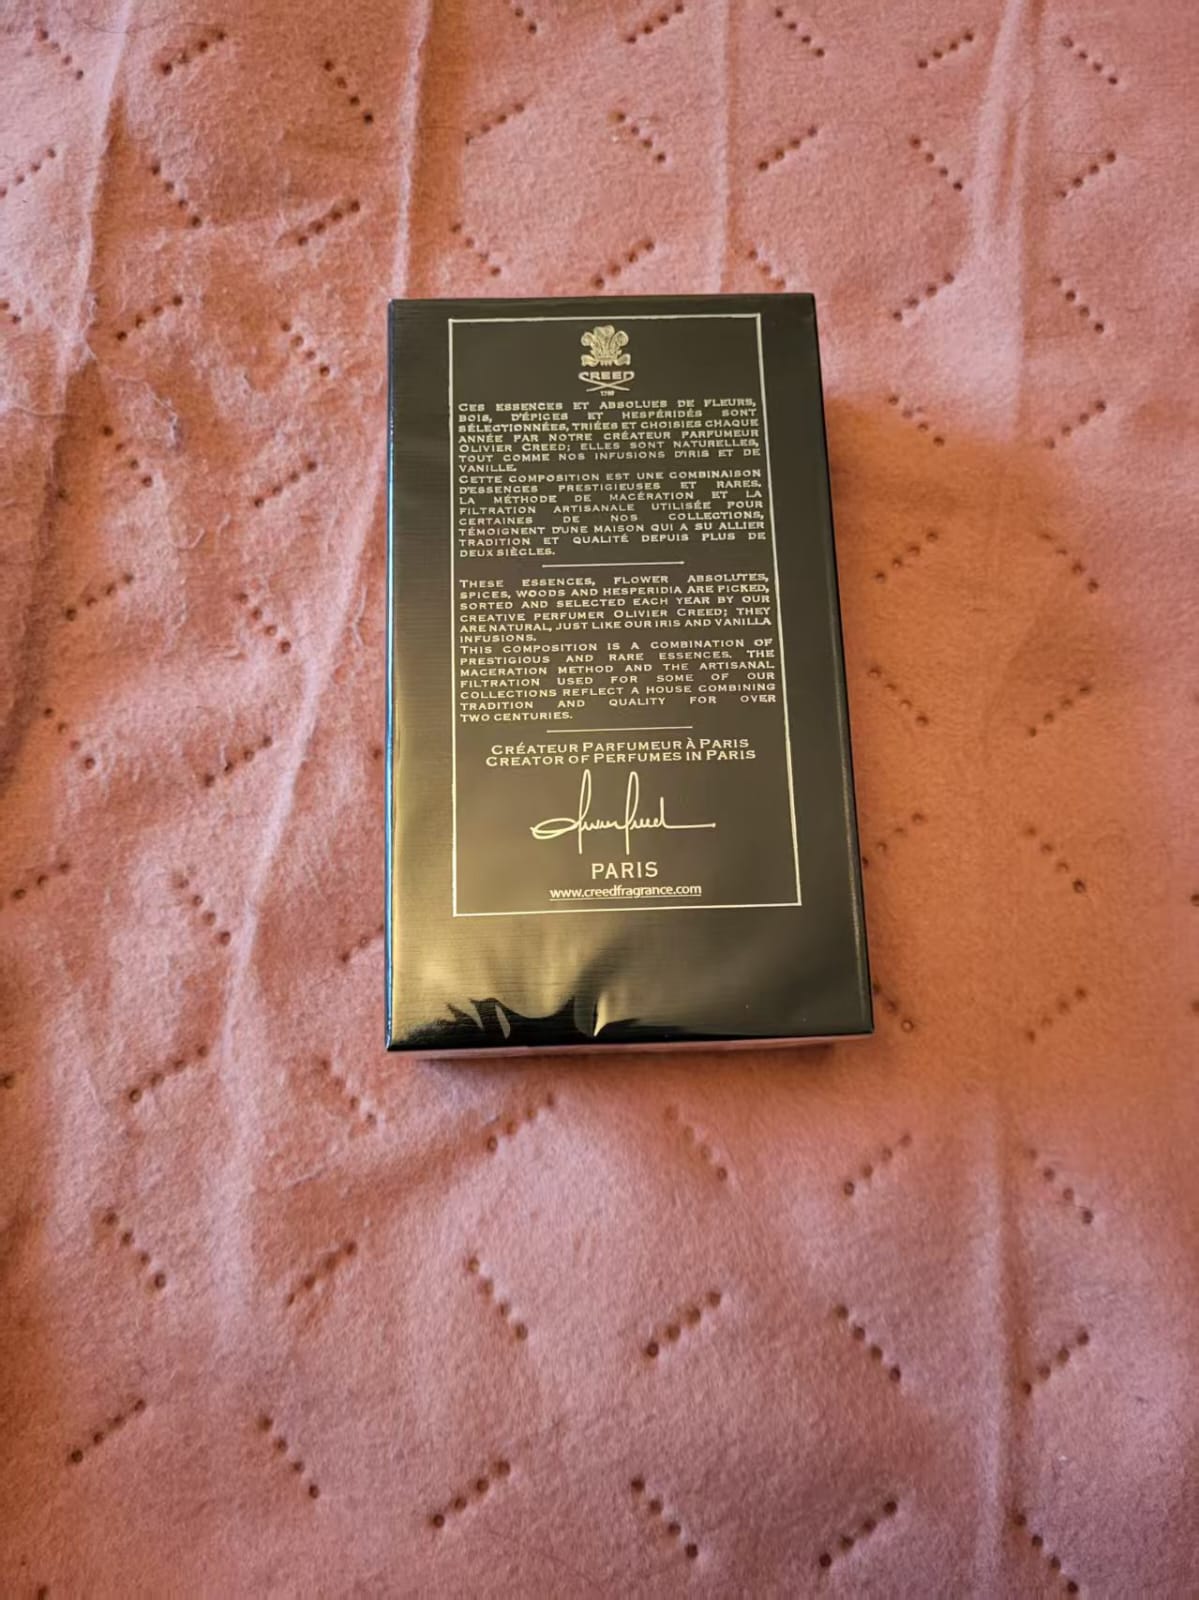 CREED
1760
CES ESSENCES ET ABSOLUES DE FLEURS,
BOIS, D'ÉPICES ET HESPÉRIDÉS SONT
SÉLECTIONNÉES, TRIÉES ET CHOISIES CHAQUE
ANNÉE PAR NOTRE CRÉATEUR PARFUMEUR
OLIVIER CREED; ELLES SONT NATURELLES,
TOUT COMME NOS INFUSIONS D'IRIS ET DE
VANILLE.
CETTE COMPOSITION EST UNE COMBINAISON
D'ESSENCES PRESTIGIEUSES ET RARES.
LA MÉTHODE DE MACÉRATION ET LA
FILTRATION ARTISANALE UTILISÉE POUR
CERTAINES DE NOS COLLECTIONS,
TÉMOIGNENT D'UNE MAISON QUI A SU ALLIER
TRADITION ET QUALITÉ DEPUIS PLUS DE
DEUX SIÈCLES.
THESE ESSENCES, FLOWER ABSOLUTES,
SPICES, WOODS AND HESPERIDIA ARE PICKED,
SORTED AND SELECTED EACH YEAR BY OUR
CREATIVE PERFUMER OLIVIER CREED; THEY
ARE NATURAL, JUST LIKE OUR IRIS AND VANILLA
INFUSIONS.
THIS COMPOSITION IS A COMBINATION OF
PRESTIGIOUS AND RARE ESSENCES. THE
MACERATION METHOD AND THE ARTISANAL
FILTRATION USED FOR SOME OF OUR
COLLECTIONS REFLECT A HOUSE COMBINING
TRADITION AND QUALITY FOR OVER
TWO CENTURIES.
CRÉATEUR PARFUMEUR À PARIS
CREATOR OF PERFUMES IN PARIS
Olivier Creed
PARIS
www.creedfragrance.com